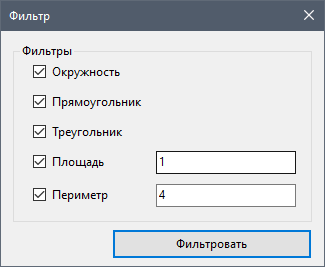 Фильтр
Фильтры
Окружность
Прямоугольник
Треугольник
Площадь 1
Периметр 4
Фильтровать